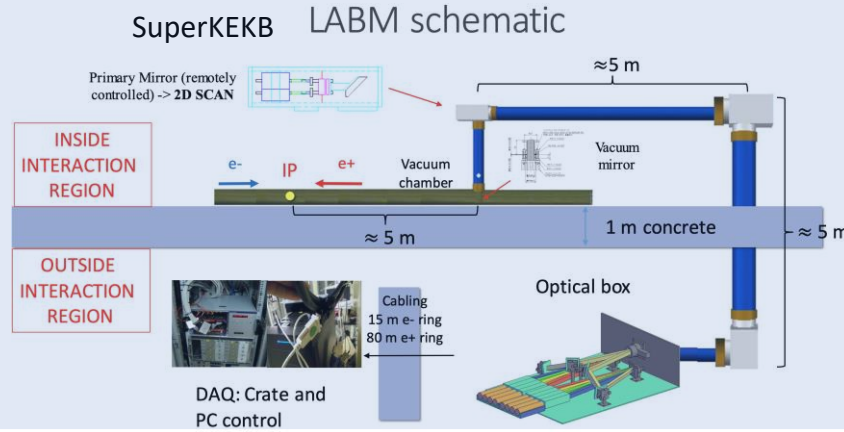 SuperKEKB LABM schematic
Primary Mirror (remotely
controlled) -> 2D SCAN
≈5 m
INSIDE
INTERACTION
REGION
e-
IP
e+
Vacuum
chamber
Vacuum
mirror
≈ 5 m
1 m concrete
≈ 5 m
OUTSIDE
INTERACTION
REGION
Cabling
15 m e- ring
80 m e+ ring
Optical box
DAQ: Crate and
PC control